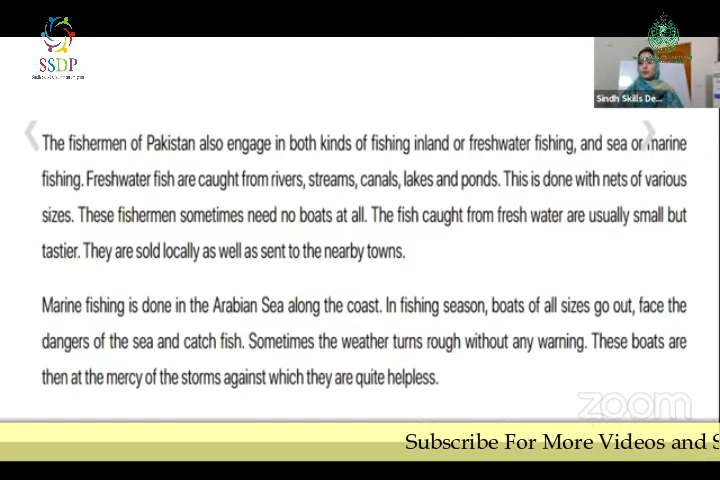 SSDP
Sindh Skills De...
The fishermen of Pakistan also engage in both kinds of fishing inland or freshwater fishing, and sea or marine
fishing. Freshwater fish are caught from rivers, streams, canals, lakes and ponds. This is done with nets of various
sizes. These fishermen sometimes need no boats at all. The fish caught from fresh water are usually small but
tastier. They are sold locally as well as sent to the nearby towns.
Marine fishing is done in the Arabian Sea along the coast. In fishing season, boats of all sizes go out, face the
dangers of the sea and catch fish. Sometimes the weather turns rough without any warning. These boats are
then at the mercy of the storms against which they are quite helpless.
zoom
Subscribe For More Videos and S